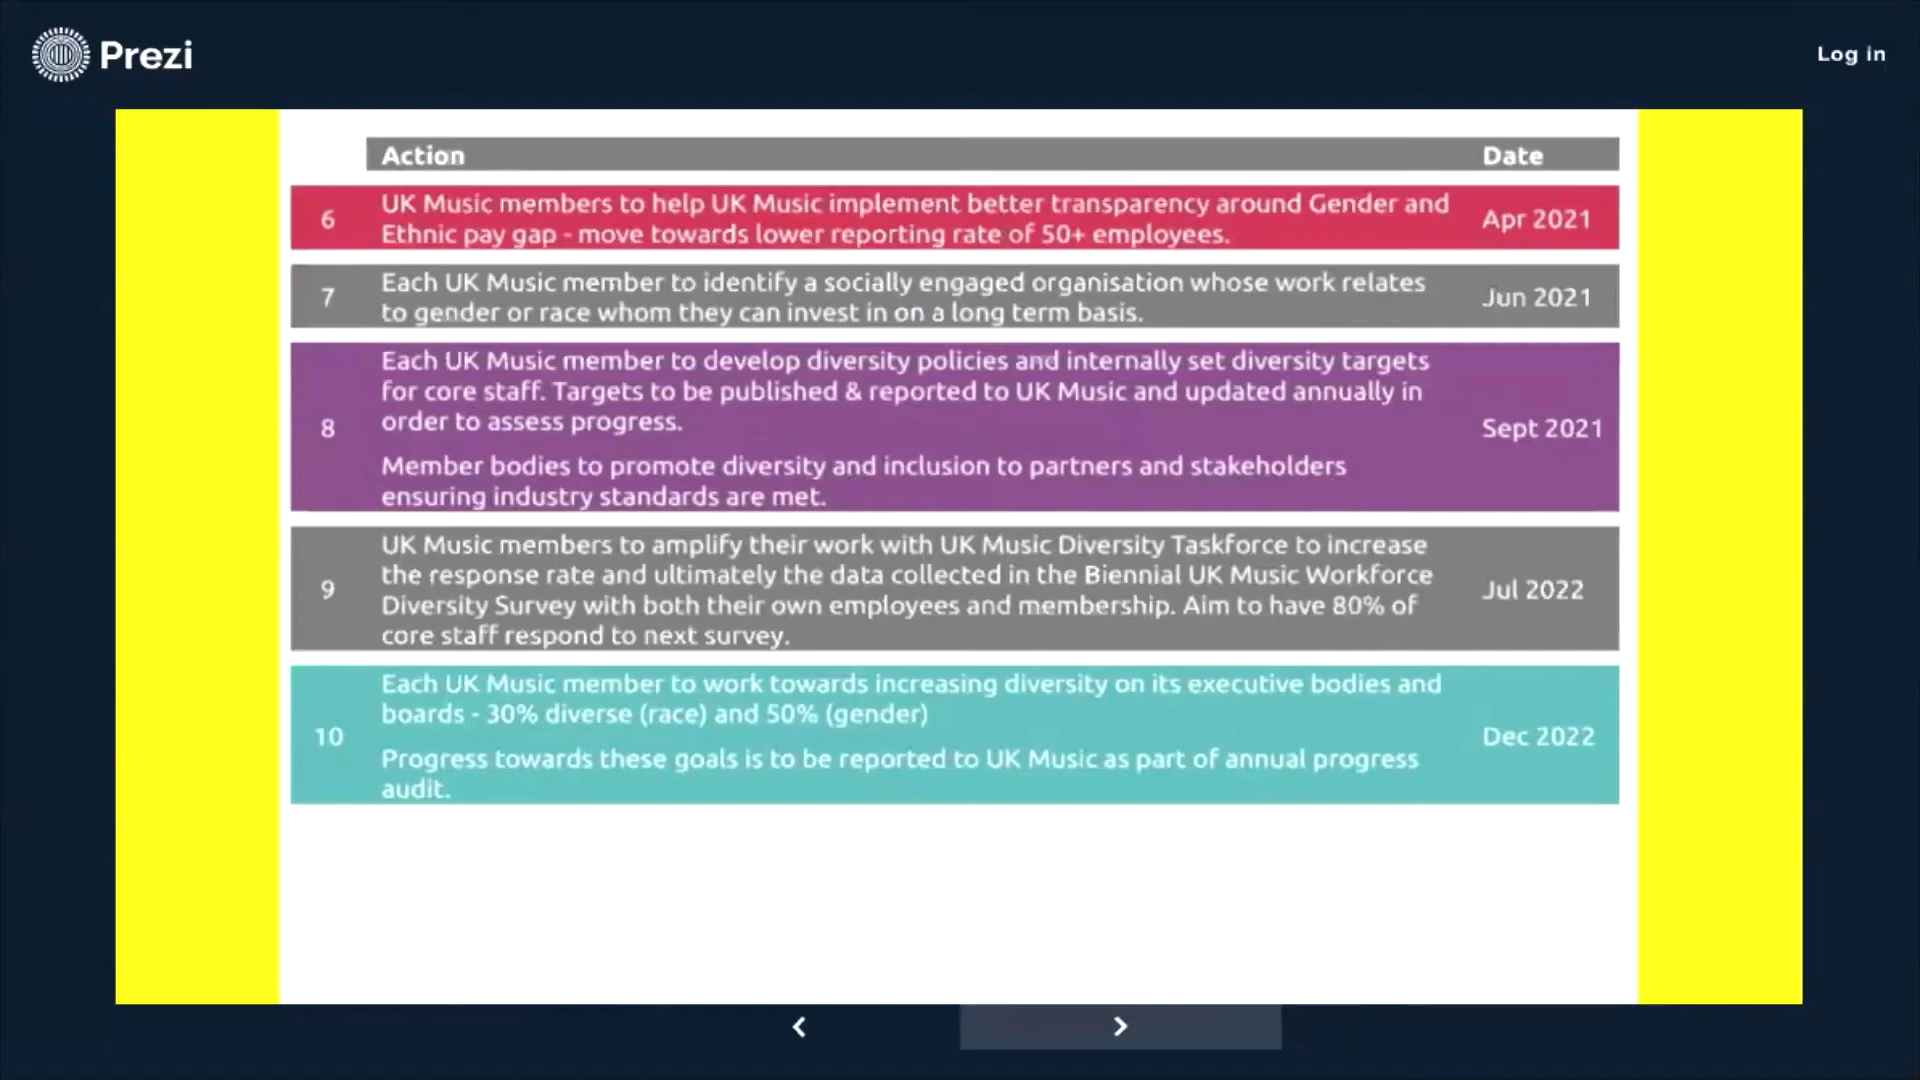 Prezi
Log in
Action Date
6 UK Music members to help UK Music implement better transparency around Gender and
Ethnic pay gap - move towards lower reporting rate of 50+ employees. Apr 2021
7 Each UK Music member to identify a socially engaged organisation whose work relates
to gender or race whom they can invest in on a long term basis. Jun 2021
Each UK Music member to develop diversity policies and internally set diversity targets
for core staff. Targets to be published & reported to UK Music and updated annually in
order to assess progress.
8 Sept 2021
Member bodies to promote diversity and inclusion to partners and stakeholders
ensuring industry standards are met.
UK Music members to amplify their work with UK Music Diversity Taskforce to increase
the response rate and ultimately the data collected in the Biennial UK Music Workforce
9 Jul 2022
Diversity Survey with both their own employees and membership. Aim to have 80% of
core staff respond to next survey.
Each UK Music member to work towards increasing diversity on its executive bodies and
boards - 30% diverse (race) and 50% (gender)
10 Dec 2022
Progress towards these goals is to be reported to UK Music as part of annual progress
audit.